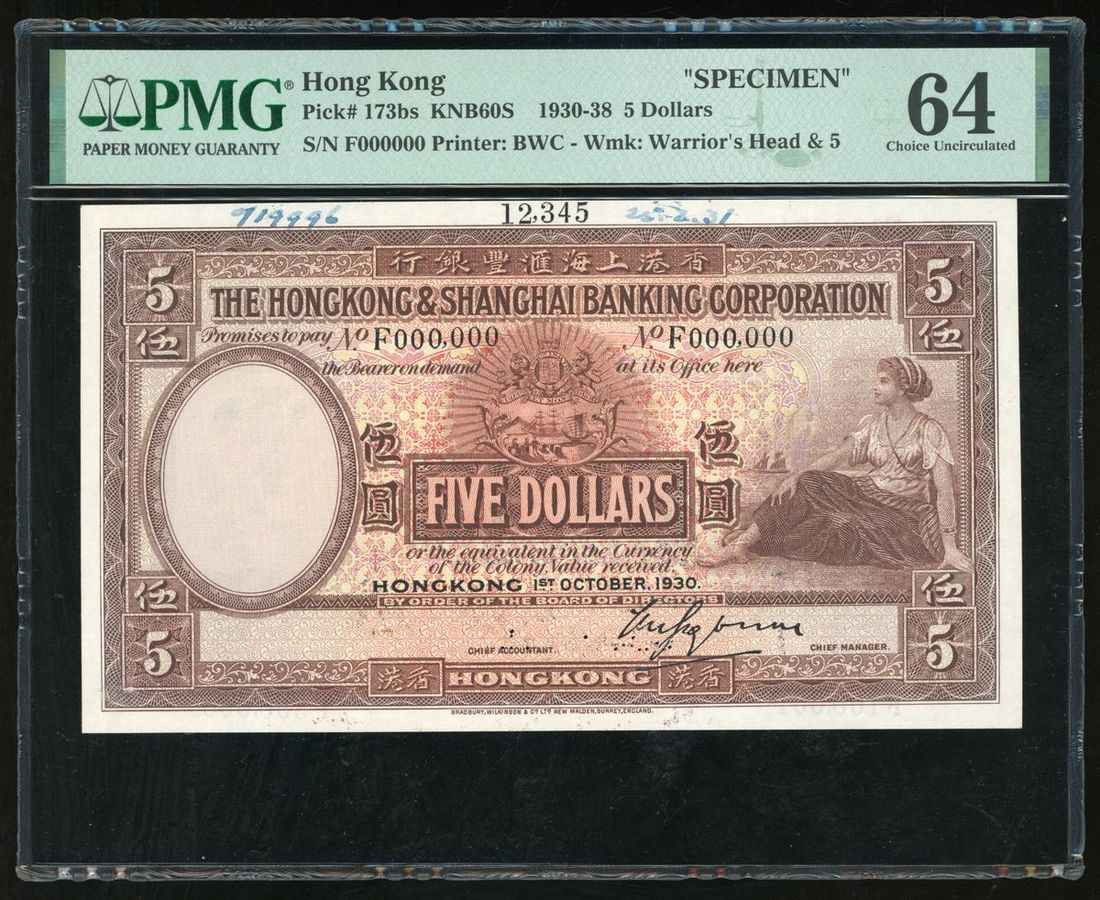 PMG®
PAPER MONEY GUARANTY
Hong Kong "SPECIMEN"
Pick# 173bs KNB60S 1930-38 5 Dollars
S/N F000000 Printer: BWC - Wmk: Warrior's Head & 5
64
Choice Uncirculated
919996 12,345
行銀豐滙海上港香
5 5
THE HONGKONG & SHANGHAI BANKING CORPORATION
伍 伍
Promises to pay No F000,000 No F000,000
the Bearer on demand at its Office here
伍圓 伍圓
FIVE DOLLARS
or the equivalent in the Currency
of the Colony, Value received.
HONGKONG 1ST OCTOBER, 1930.
伍 伍
BY ORDER OF THE BOARD OF DIRECTORS
5 5
CHIEF ACCOUNTANT. CHIEF MANAGER.
港香 HONGKONG 港香
BRADBURY, WILKINSON & Co LTD NEW MALDEN, SURREY, ENGLAND.